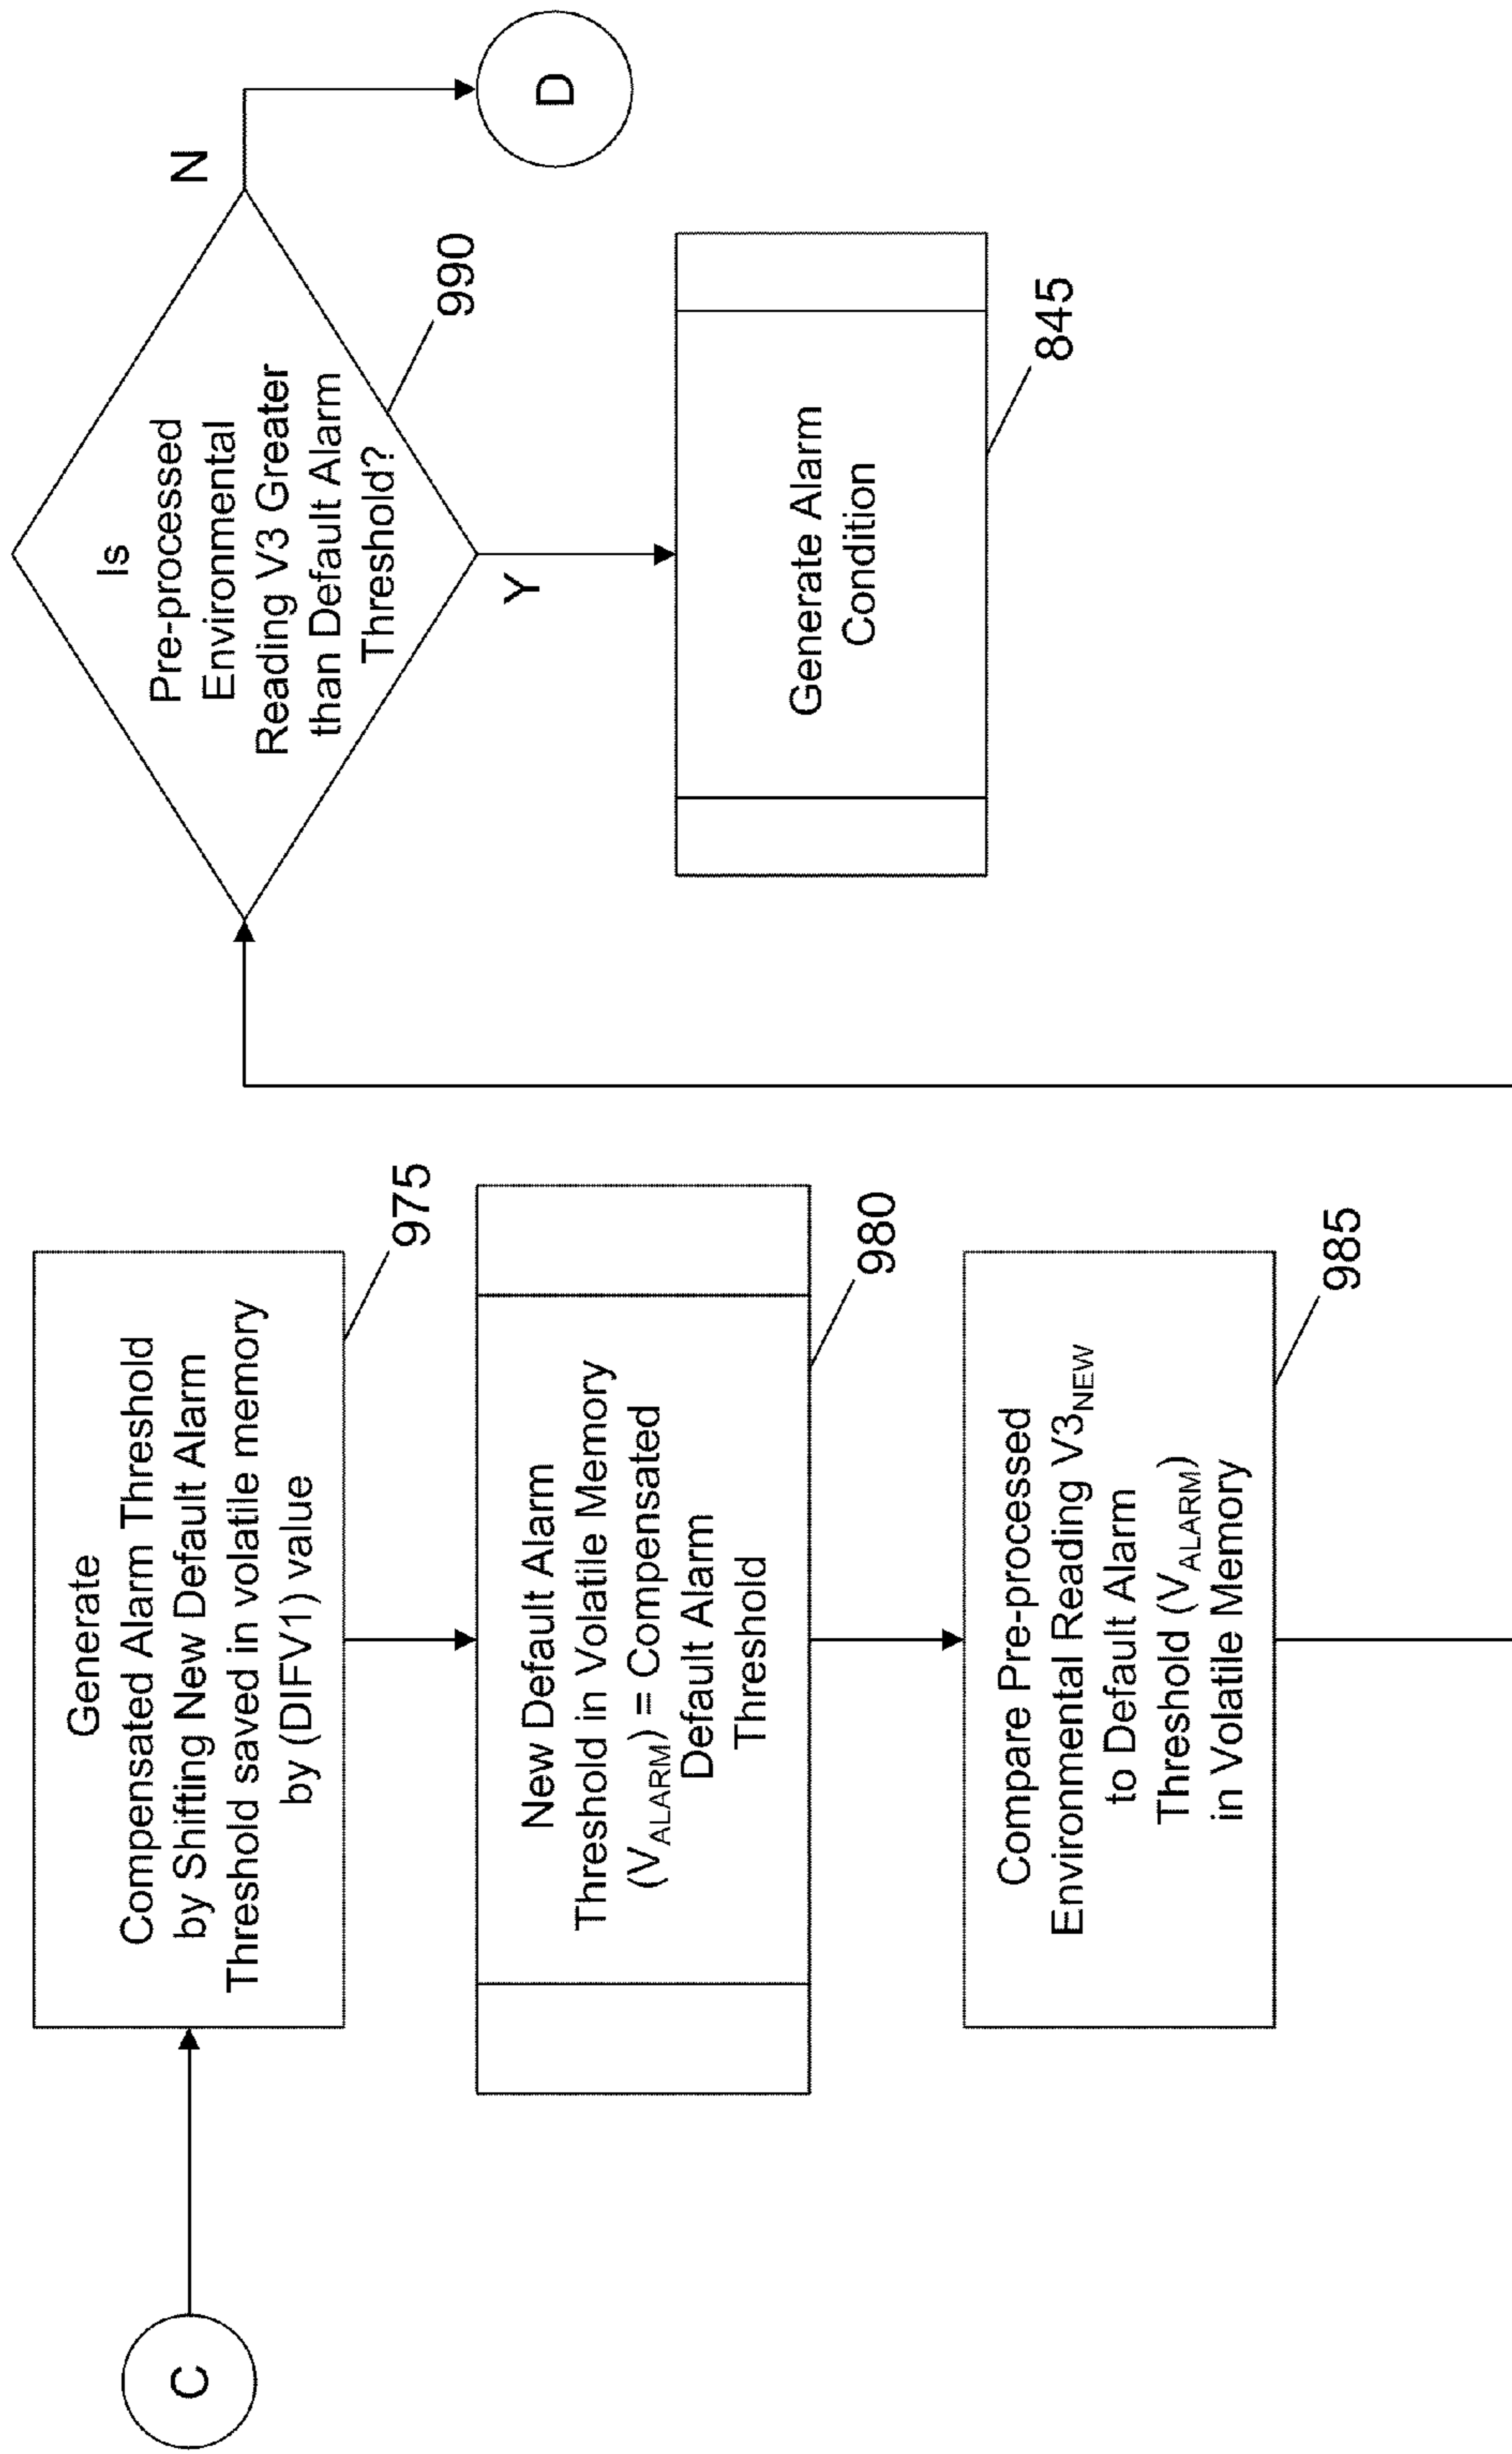 C
Generate
Compensated Alarm Threshold
by Shifting New Default Alarm
Threshold saved in volatile memory
by (DIFV1) value
975
New Default Alarm
Threshold in Volatile Memory
(VALARM) = Compensated
Default Alarm
Threshold
980
Compare Pre-processed
Environmental Reading V3NEW
to Default Alarm
Threshold (VALARM)
in Volatile Memory
985
Is
Pre-processed
Environmental
Reading V3 Greater
than Default Alarm
Threshold?
990
N
D
Y
Generate Alarm
Condition
845